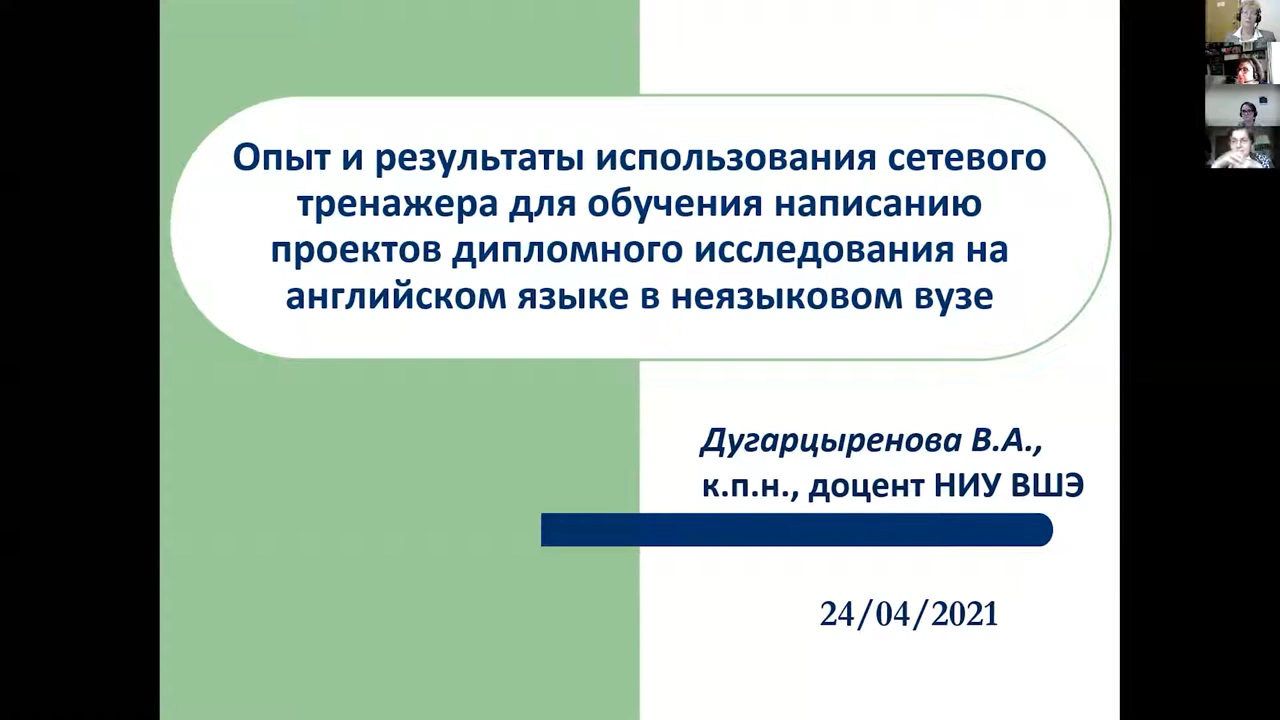 Опыт и результаты использования сетевого
тренажера для обучения написанию
проектов дипломного исследования на
английском языке в неязыковом вузе
Дугарцыренова В.А.,
к.п.н., доцент НИУ ВШЭ
24/04/2021